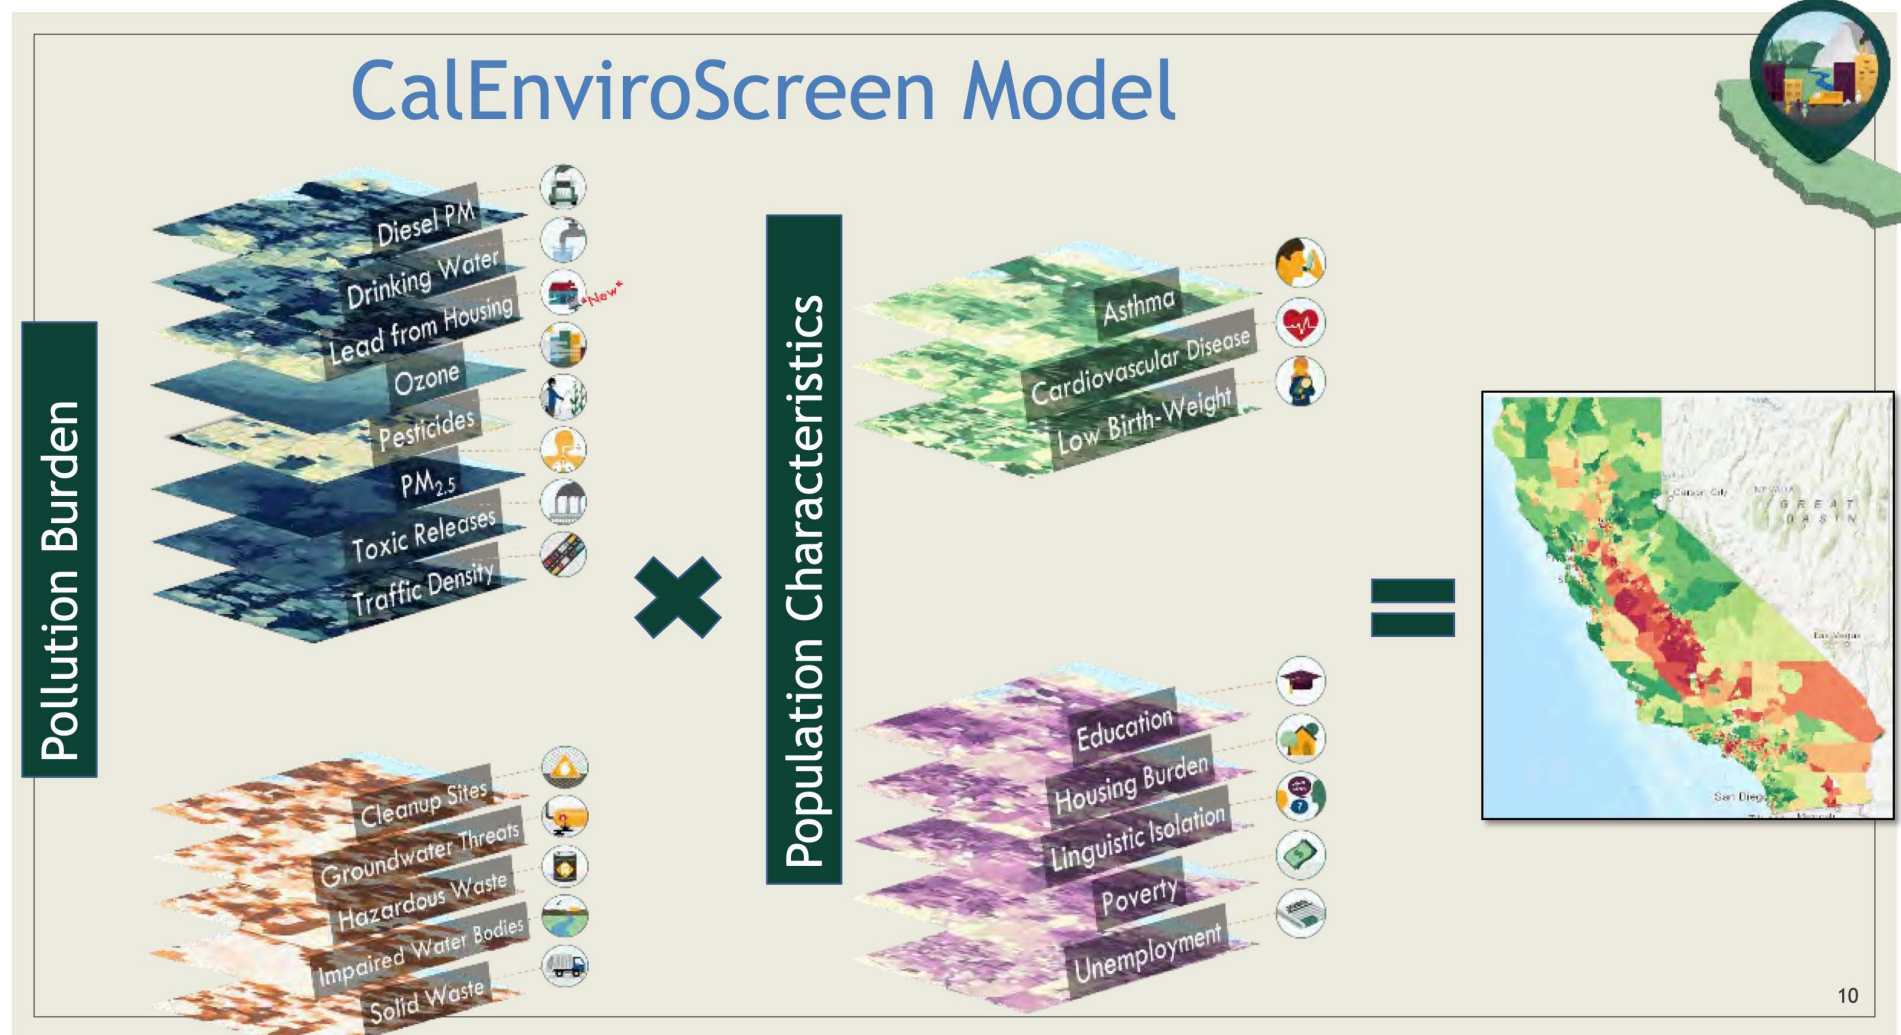 CalEnviroScreen Model
Pollution Burden
Diesel PM
Drinking Water
Lead from Housing
*New*
Ozone
Pesticides
PM2.5
Toxic Releases
Traffic Density
Cleanup Sites
Groundwater Threats
Hazardous Waste
Impaired Water Bodies
Solid Waste
Population Characteristics
Asthma
Cardiovascular Disease
Low Birth-Weight
Education
Housing Burden
Linguistic Isolation
Poverty
Unemployment
Carson City
NEVADA
GREAT
BASIN
Las Vegas
San Diego
10